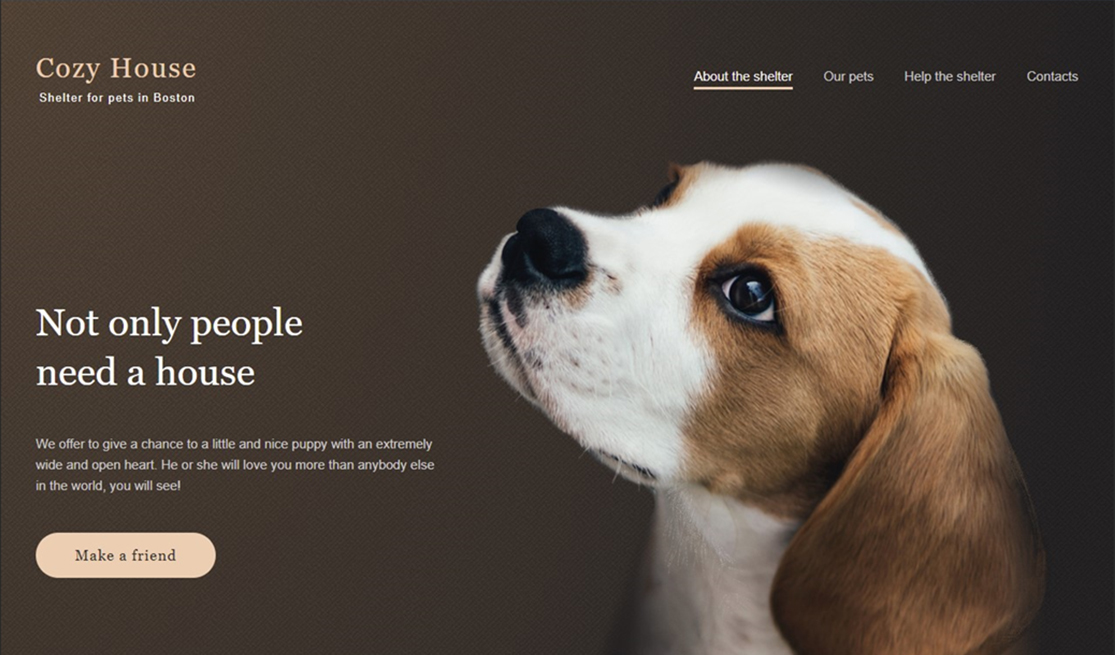 Cozy House
Shelter for pets in Boston
About the shelter
Our pets
Help the shelter
Contacts
Not only people
need a house
We offer to give a chance to a little and nice puppy with an extremely
wide and open heart. He or she will love you more than anybody else
in the world, you will see!
Make a friend